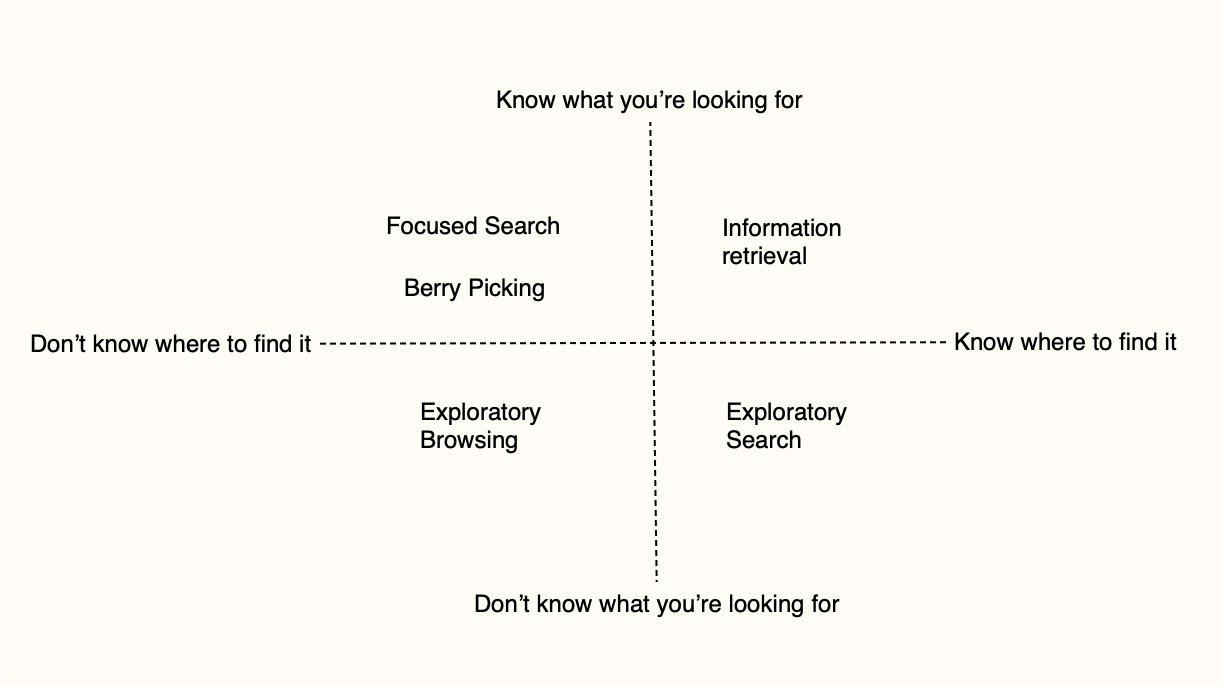 Know what you’re looking for
Focused Search
Information
retrieval
Berry Picking
Don’t know where to find it
Know where to find it
Exploratory
Browsing
Exploratory
Search
Don’t know what you’re looking for